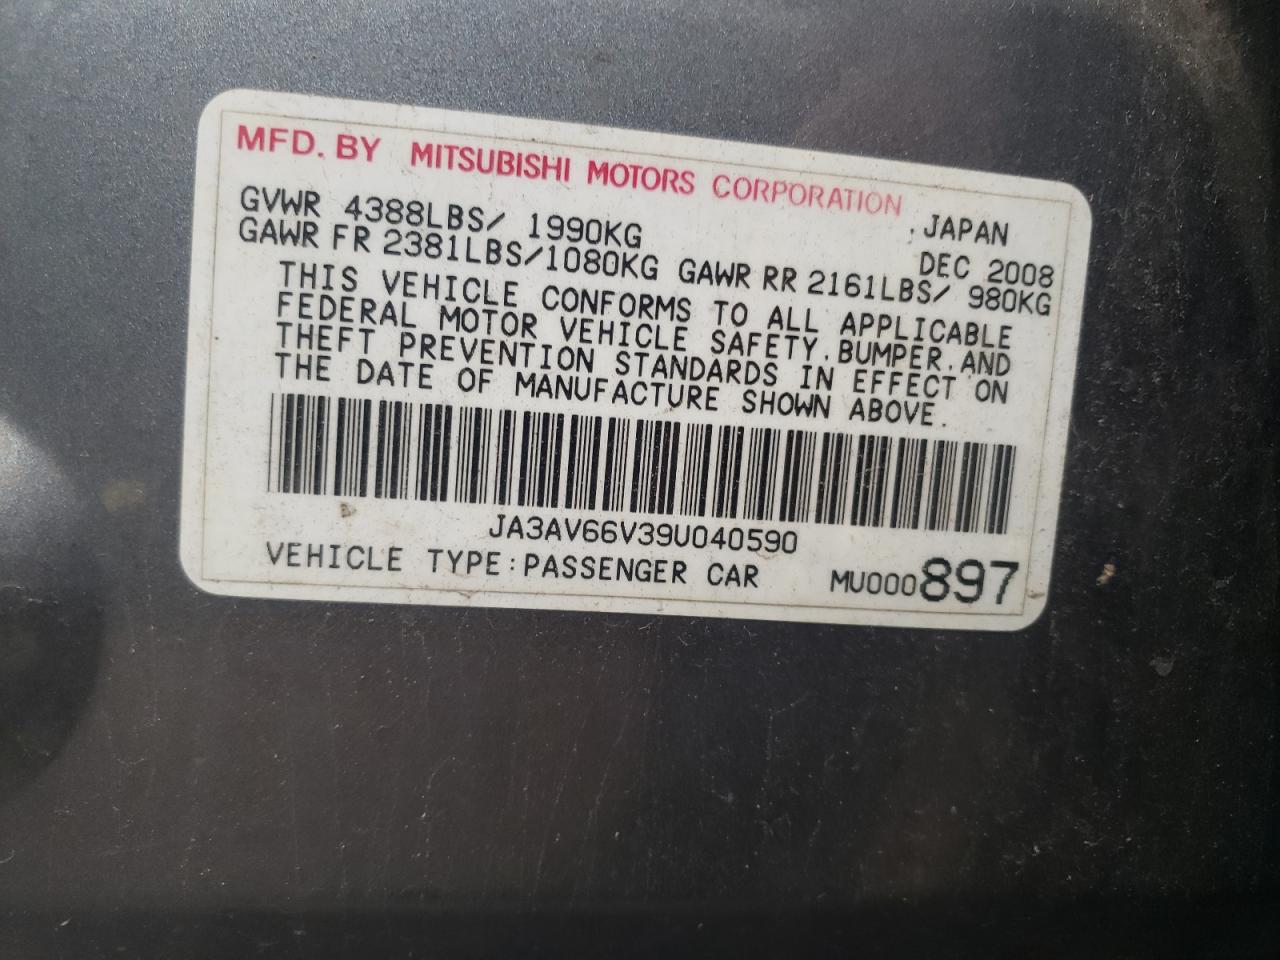 MFD. BY MITSUBISHI MOTORS CORPORATION
JAPAN
GVWR 4388LBS/ 1990KG DEC 2008
GAWR FR 2381LBS/1080KG GAWR RR 2161LBS/ 980KG
THIS VEHICLE CONFORMS TO ALL APPLICABLE
FEDERAL MOTOR VEHICLE SAFETY, BUMPER, AND
THEFT PREVENTION STANDARDS IN EFFECT ON
THE DATE OF MANUFACTURE SHOWN ABOVE.
JA3AV66V39U040590
VEHICLE TYPE: PASSENGER CAR MU000897